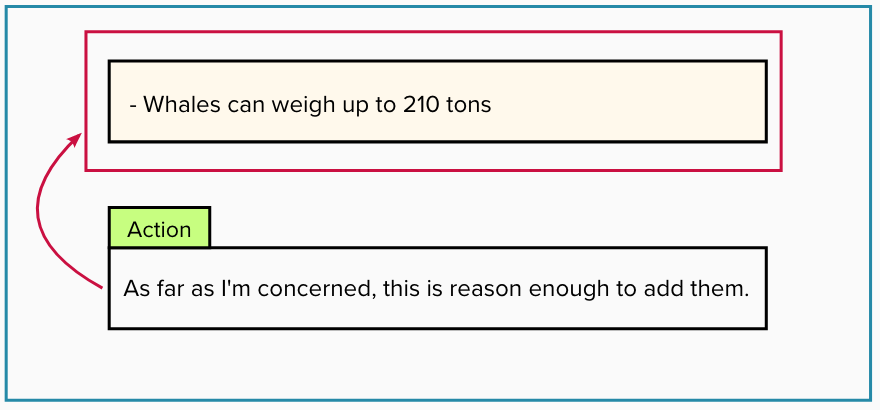 - Whales can weigh up to 210 tons
Action
As far as I'm concerned, this is reason enough to add them.